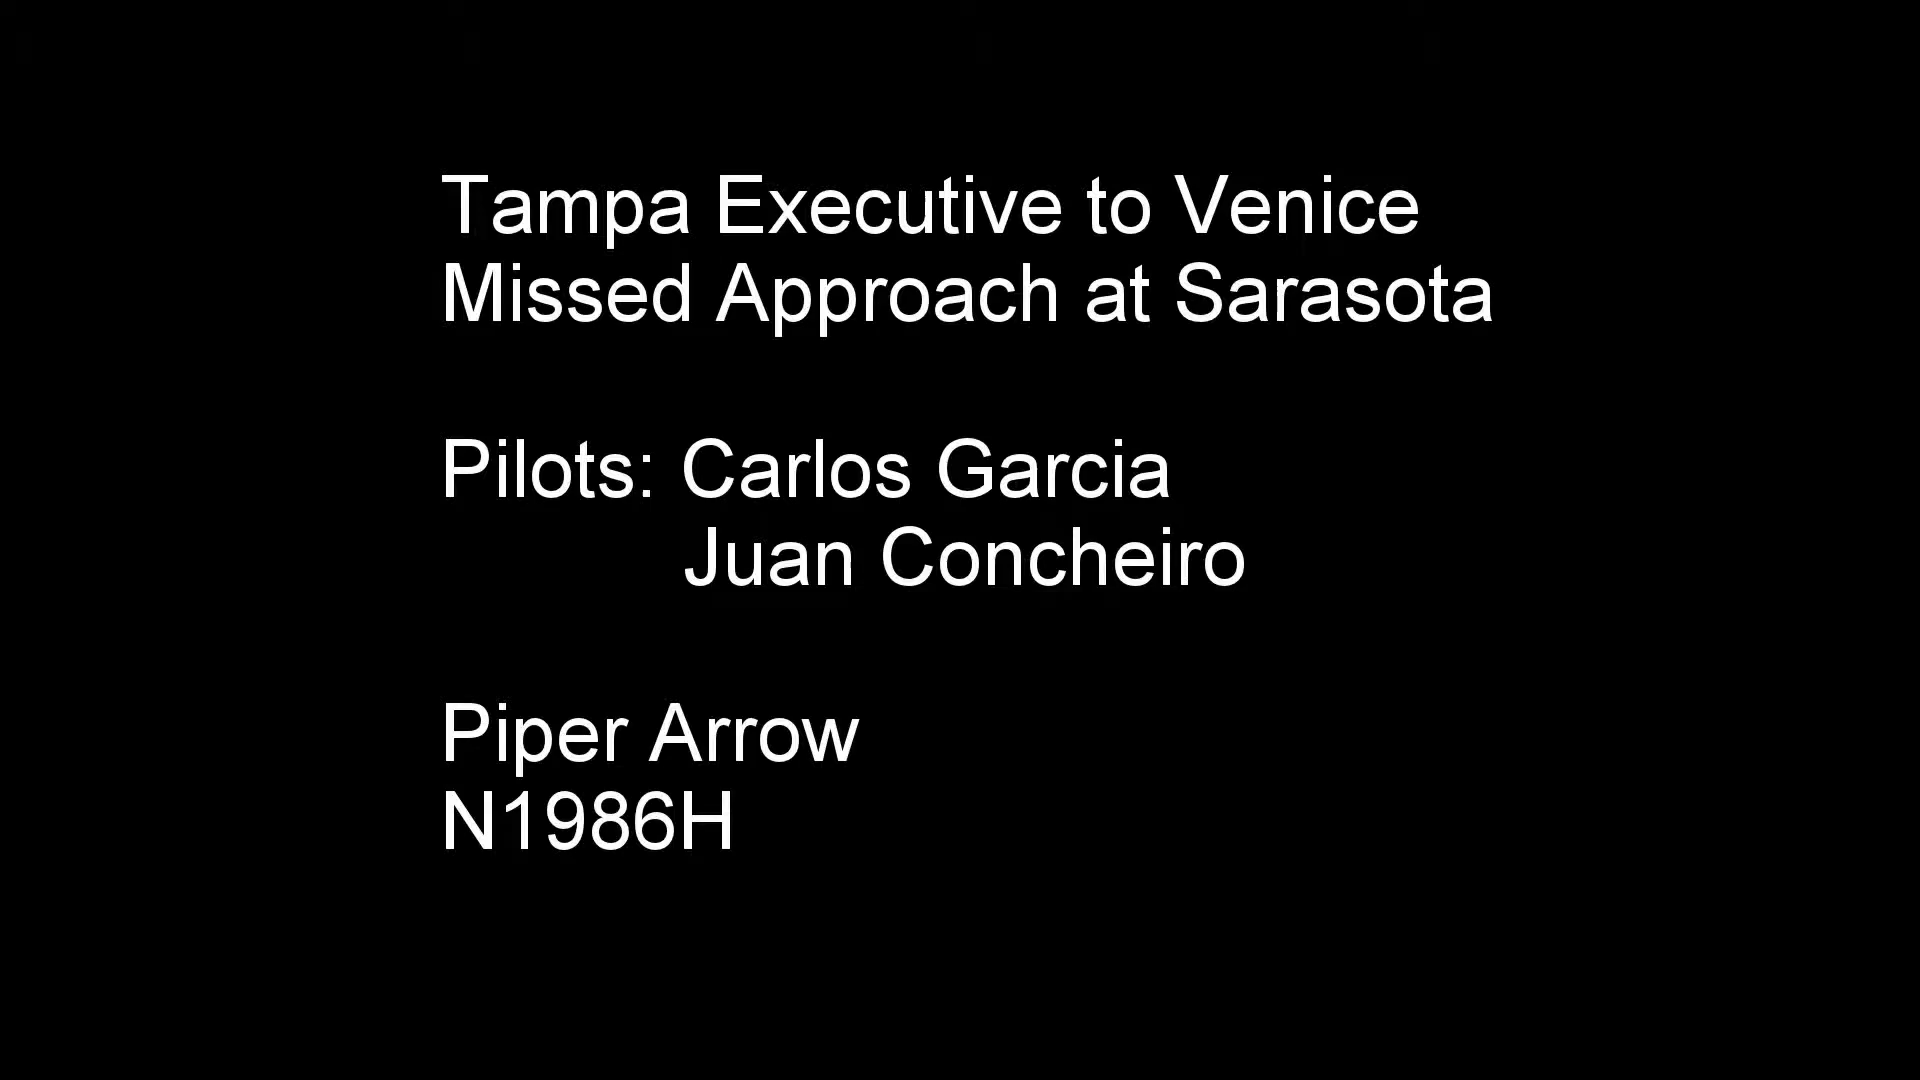 Tampa Executive to Venice
Missed Approach at Sarasota
Pilots: Carlos Garcia
Juan Concheiro
Piper Arrow
N1986H